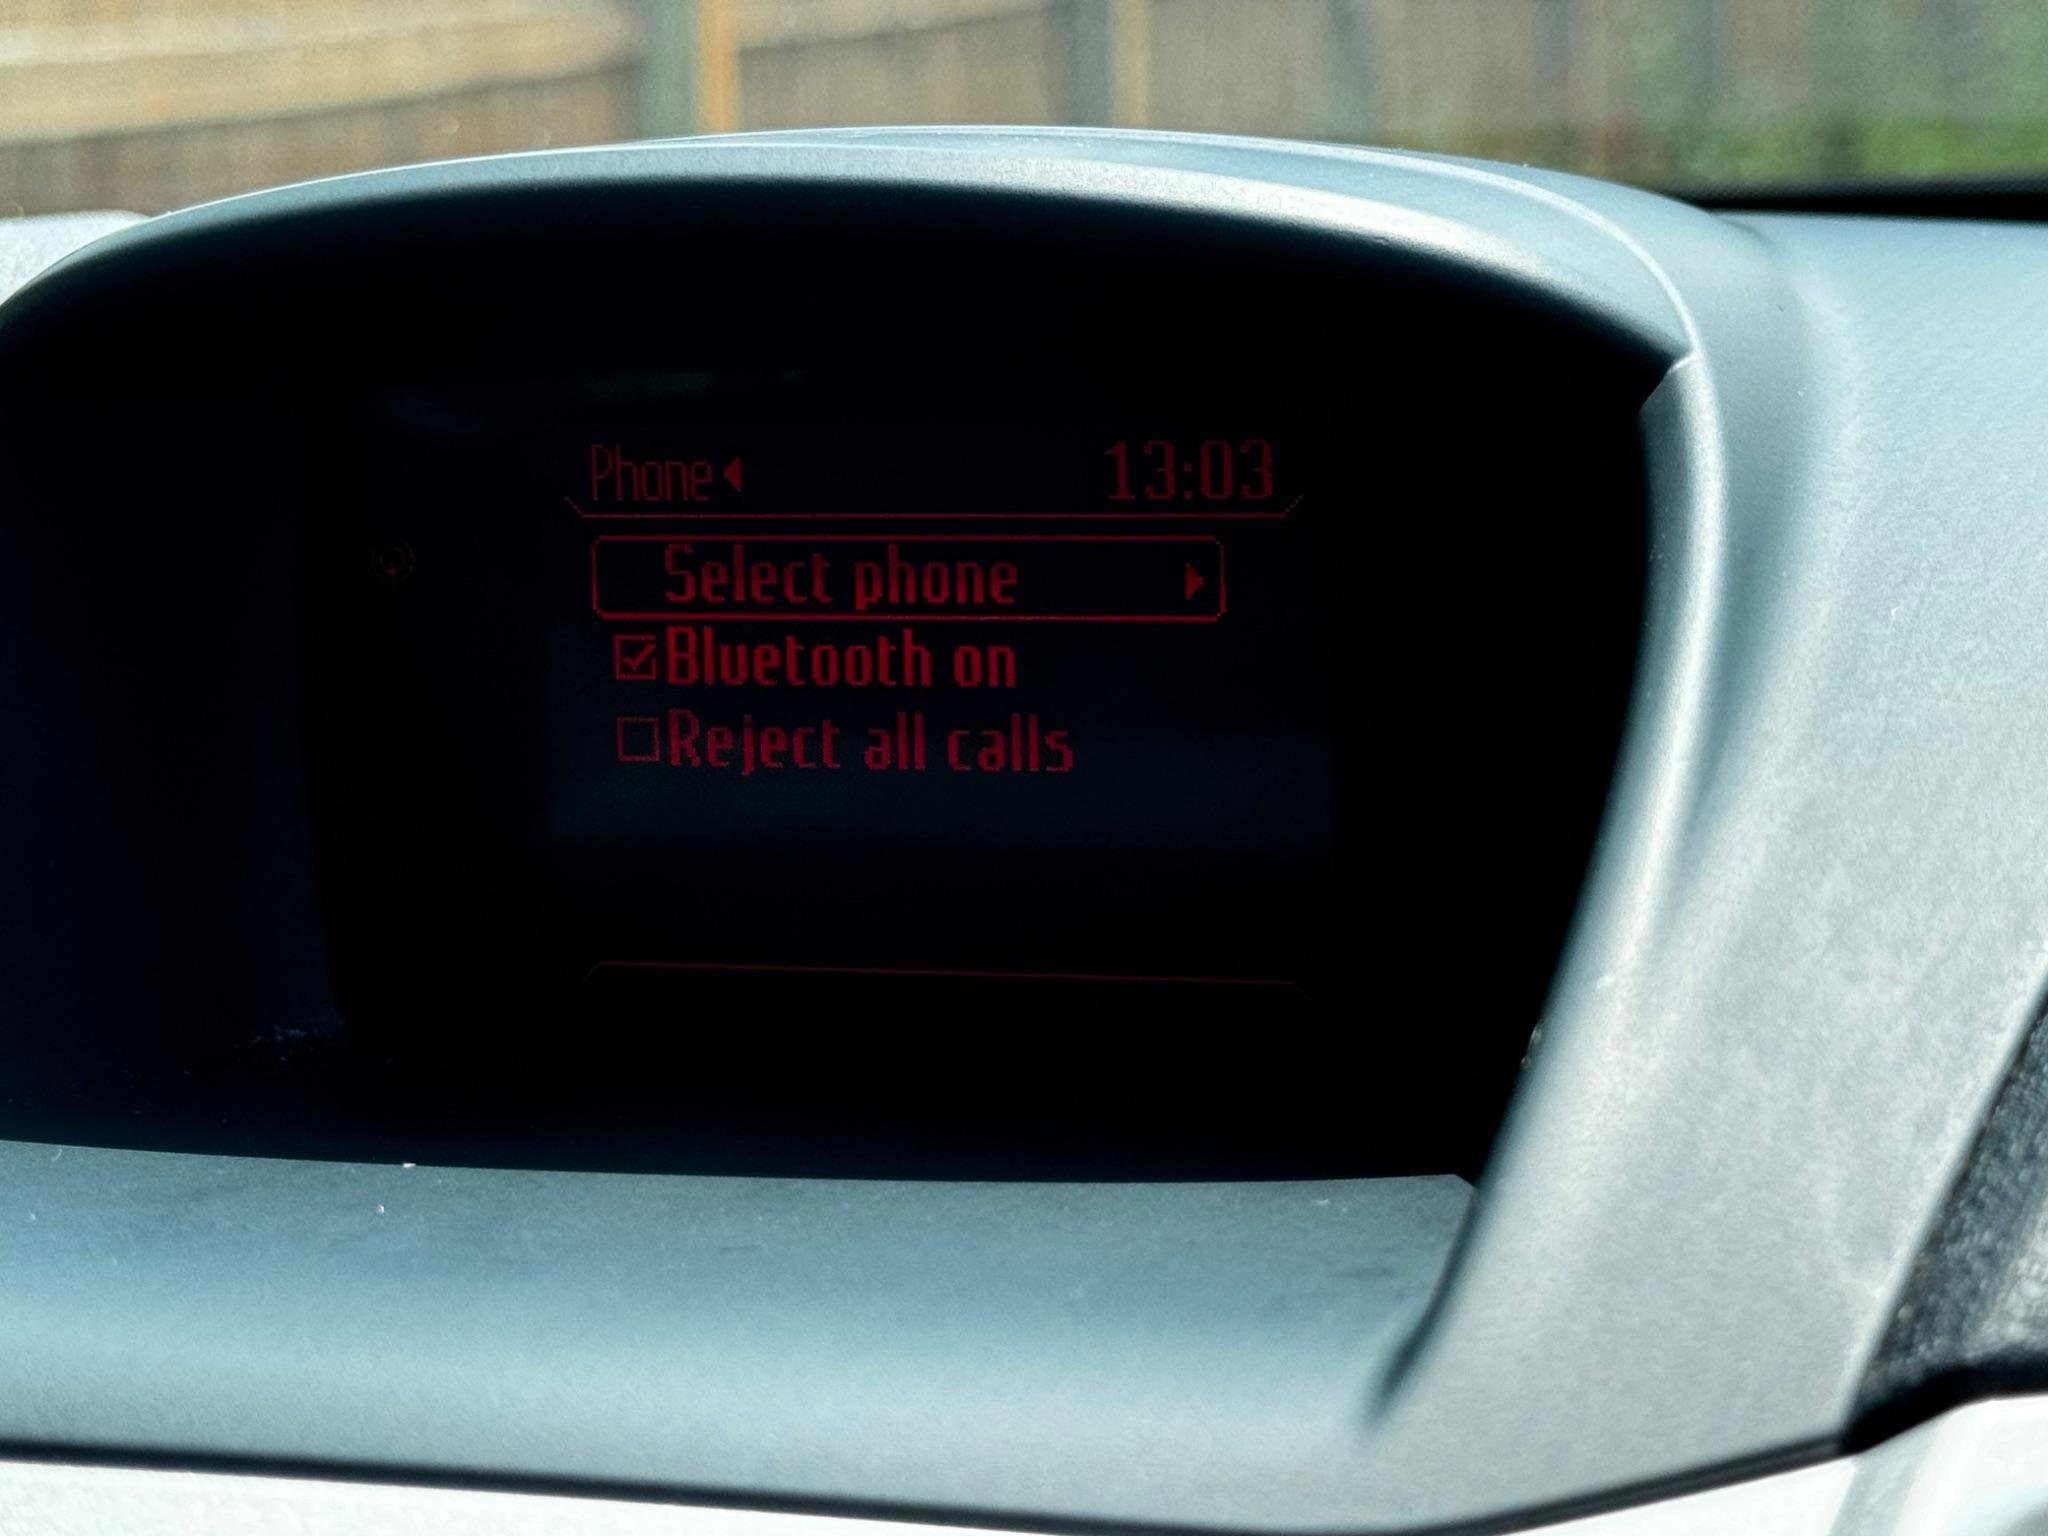 Phone 13:03
Select phone
Bluetooth on
Reject all calls